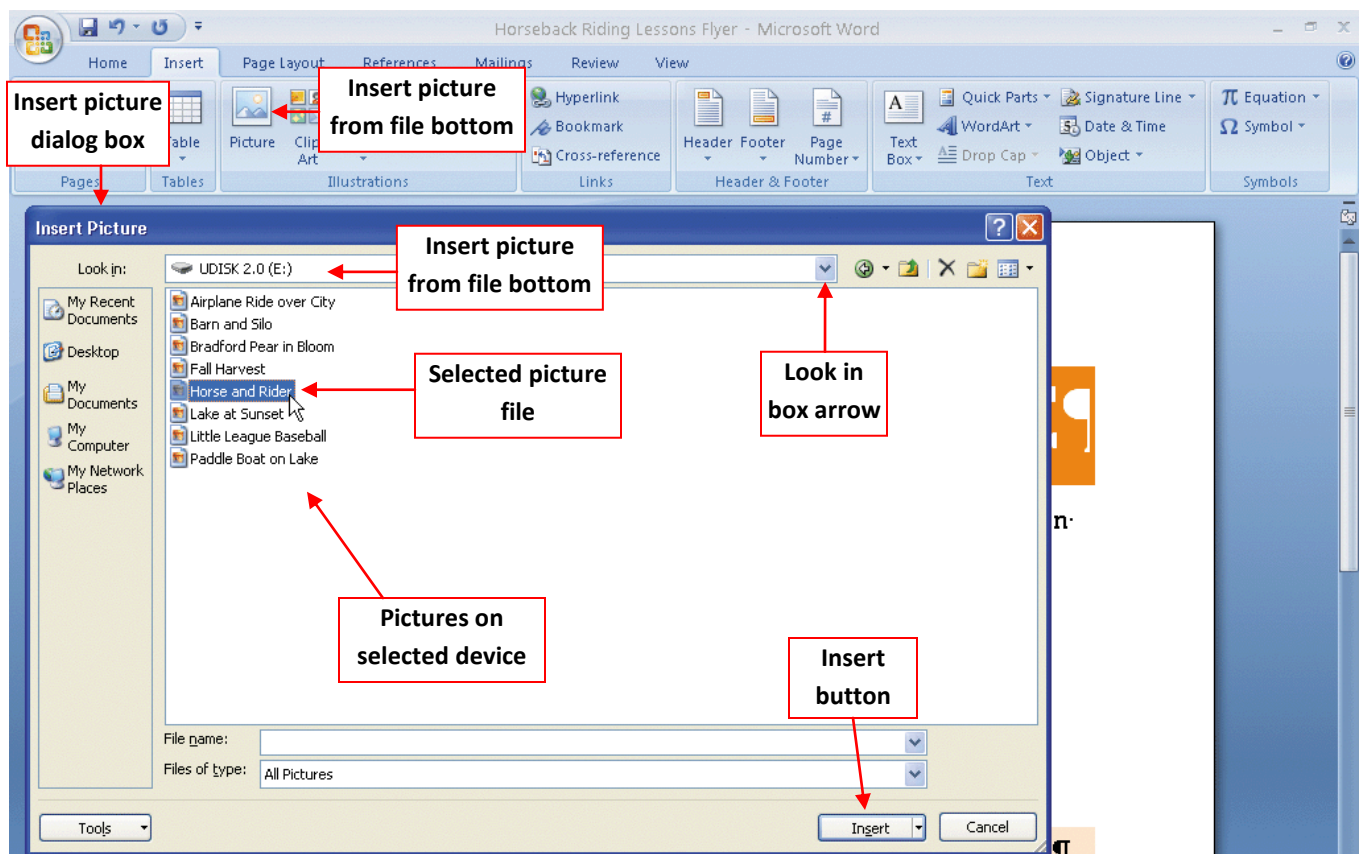 Horseback Riding Lessons Flyer - Microsoft Word
Home Insert Page Layout References Mailings Review View
Insert picture
dialog box
Insert picture
from file bottom
Table
Picture
Clip
Art
Hyperlink
Bookmark
Cross-reference
Header Footer Page
Number
Text
Box
Quick Parts
WordArt
Drop Cap
Signature Line
Date & Time
Object
π Equation
Ω Symbol
Pages Tables Illustrations Links Header & Footer Text Symbols
Insert Picture
Look in:
UDISK 2.0 (E:)
Insert picture
from file bottom
My Recent
Documents
Desktop
My
Documents
My
Computer
My Network
Places
Airplane Ride over City
Barn and Silo
Bradford Pear in Bloom
Fall Harvest
Horse and Rider
Lake at Sunset
Little League Baseball
Paddle Boat on Lake
Selected picture
file
Look in
box arrow
Pictures on
selected device
Insert
button
n·
¶
File name:
Files of type: All Pictures
Tools Insert Cancel
¶